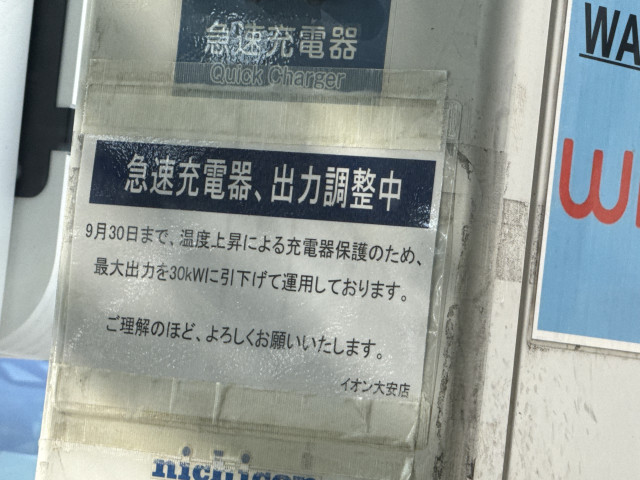 急速充電器
Quick Charger
WA
急速充電器、出力調整中
9月30日まで、温度上昇による充電器保護のため、
最大出力を30kWに引下げて運用しております。
ご理解のほど、よろしくお願いいたします。
イオン大安店
nichicon